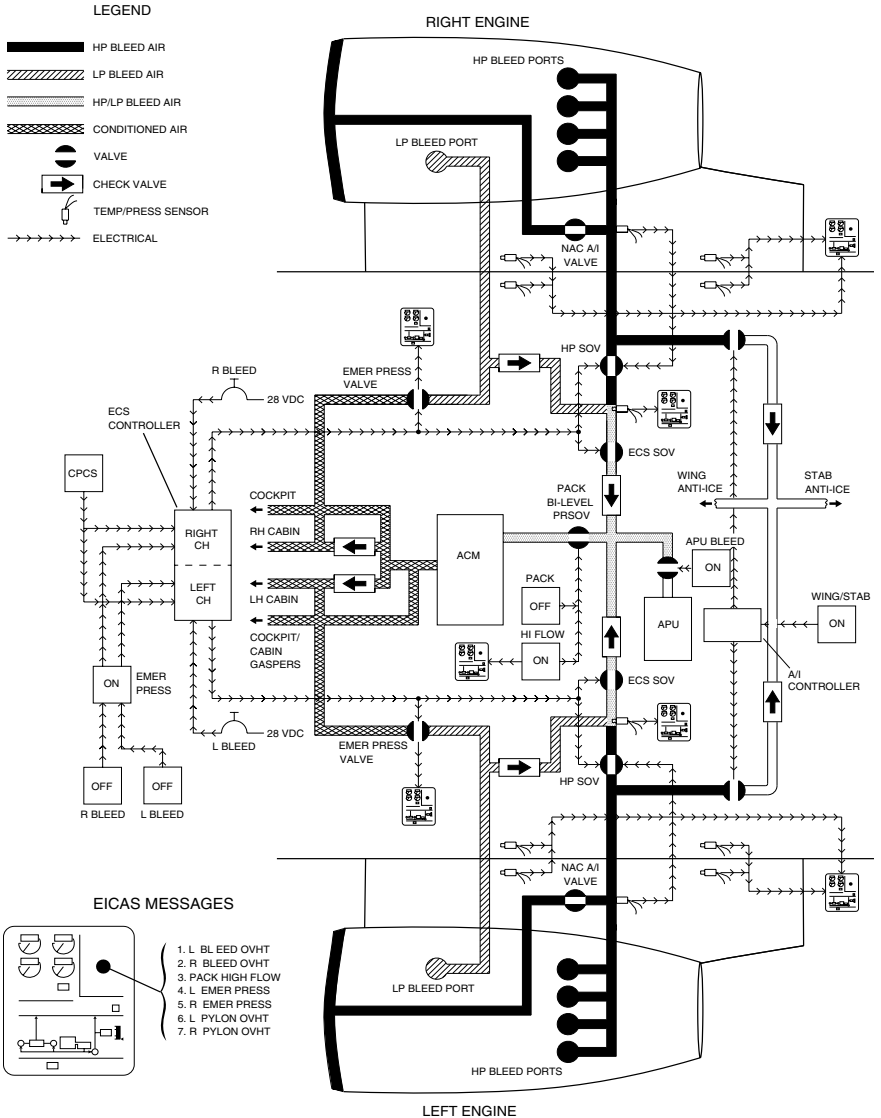 LEGEND
HP BLEED AIR
LP BLEED AIR
HP/LP BLEED AIR
CONDITIONED AIR
VALVE
CHECK VALVE
TEMP/PRESS SENSOR
ELECTRICAL
RIGHT ENGINE
HP BLEED PORTS
LP BLEED PORT
NAC A/I
VALVE
HP SOV
EMER PRESS
VALVE
R BLEED
28 VDC
ECS
CONTROLLER
ECS SOV
CPCS
COCKPIT
RH CABIN
LH CABIN
COCKPIT/
CABIN
GASPERS
RIGHT
CH
LEFT
CH
ACM
PACK
BI-LEVEL
PRSOV
WING
ANTI-ICE
STAB
ANTI-ICE
APU BLEED
ON
PACK
OFF
HI FLOW
ON
APU
WING/STAB
ON
A/I
CONTROLLER
ON
EMER
PRESS
ECS SOV
28 VDC
L BLEED
EMER PRESS
VALVE
HP SOV
OFF
OFF
R BLEED
L BLEED
NAC A/I
VALVE
LP BLEED PORT
HP BLEED PORTS
LEFT ENGINE
EICAS MESSAGES
1. L BL EED OVHT
2. R BLEED OVHT
3. PACK HIGH FLOW
4. L EMER PRESS
5. R EMER PRESS
6. L PYLON OVHT
7. R PYLON OVHT